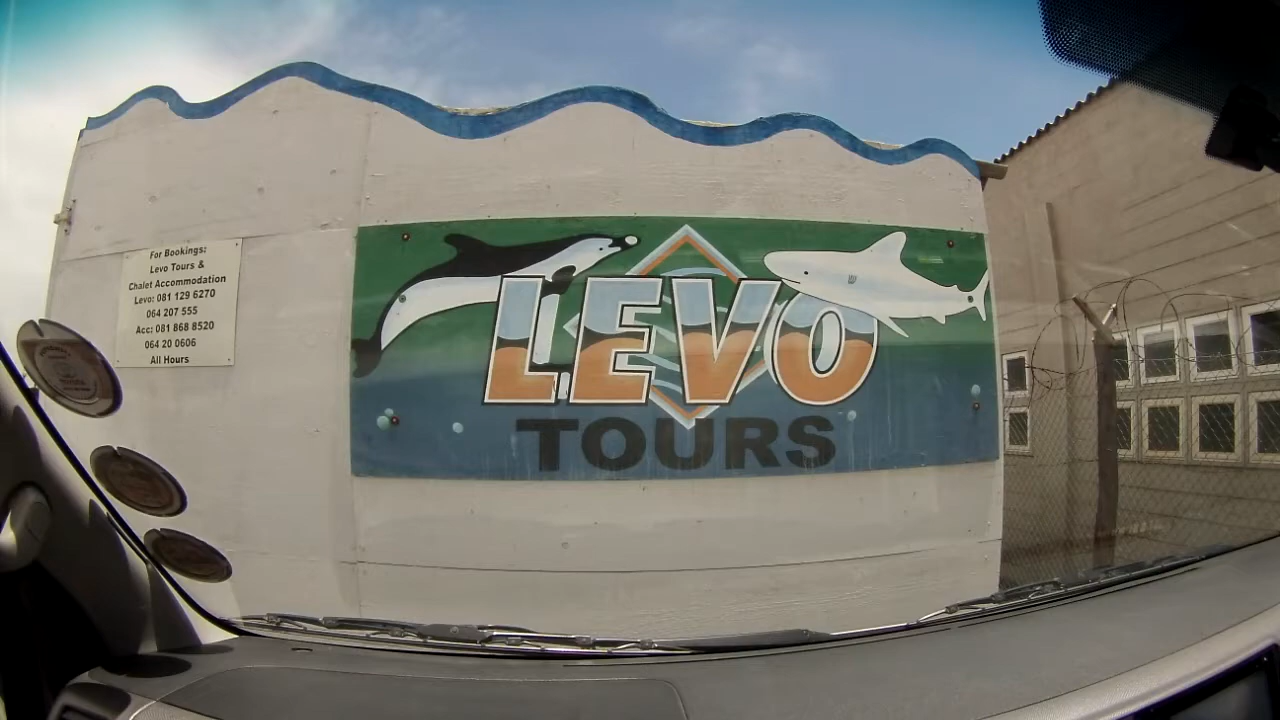 For Bookings:
Levo Tours &
Chalet Accommodation
Levo: 081 129 6270
064 207 555
Acc: 081 868 8520
064 20 0606
All Hours
LEVO
TOURS